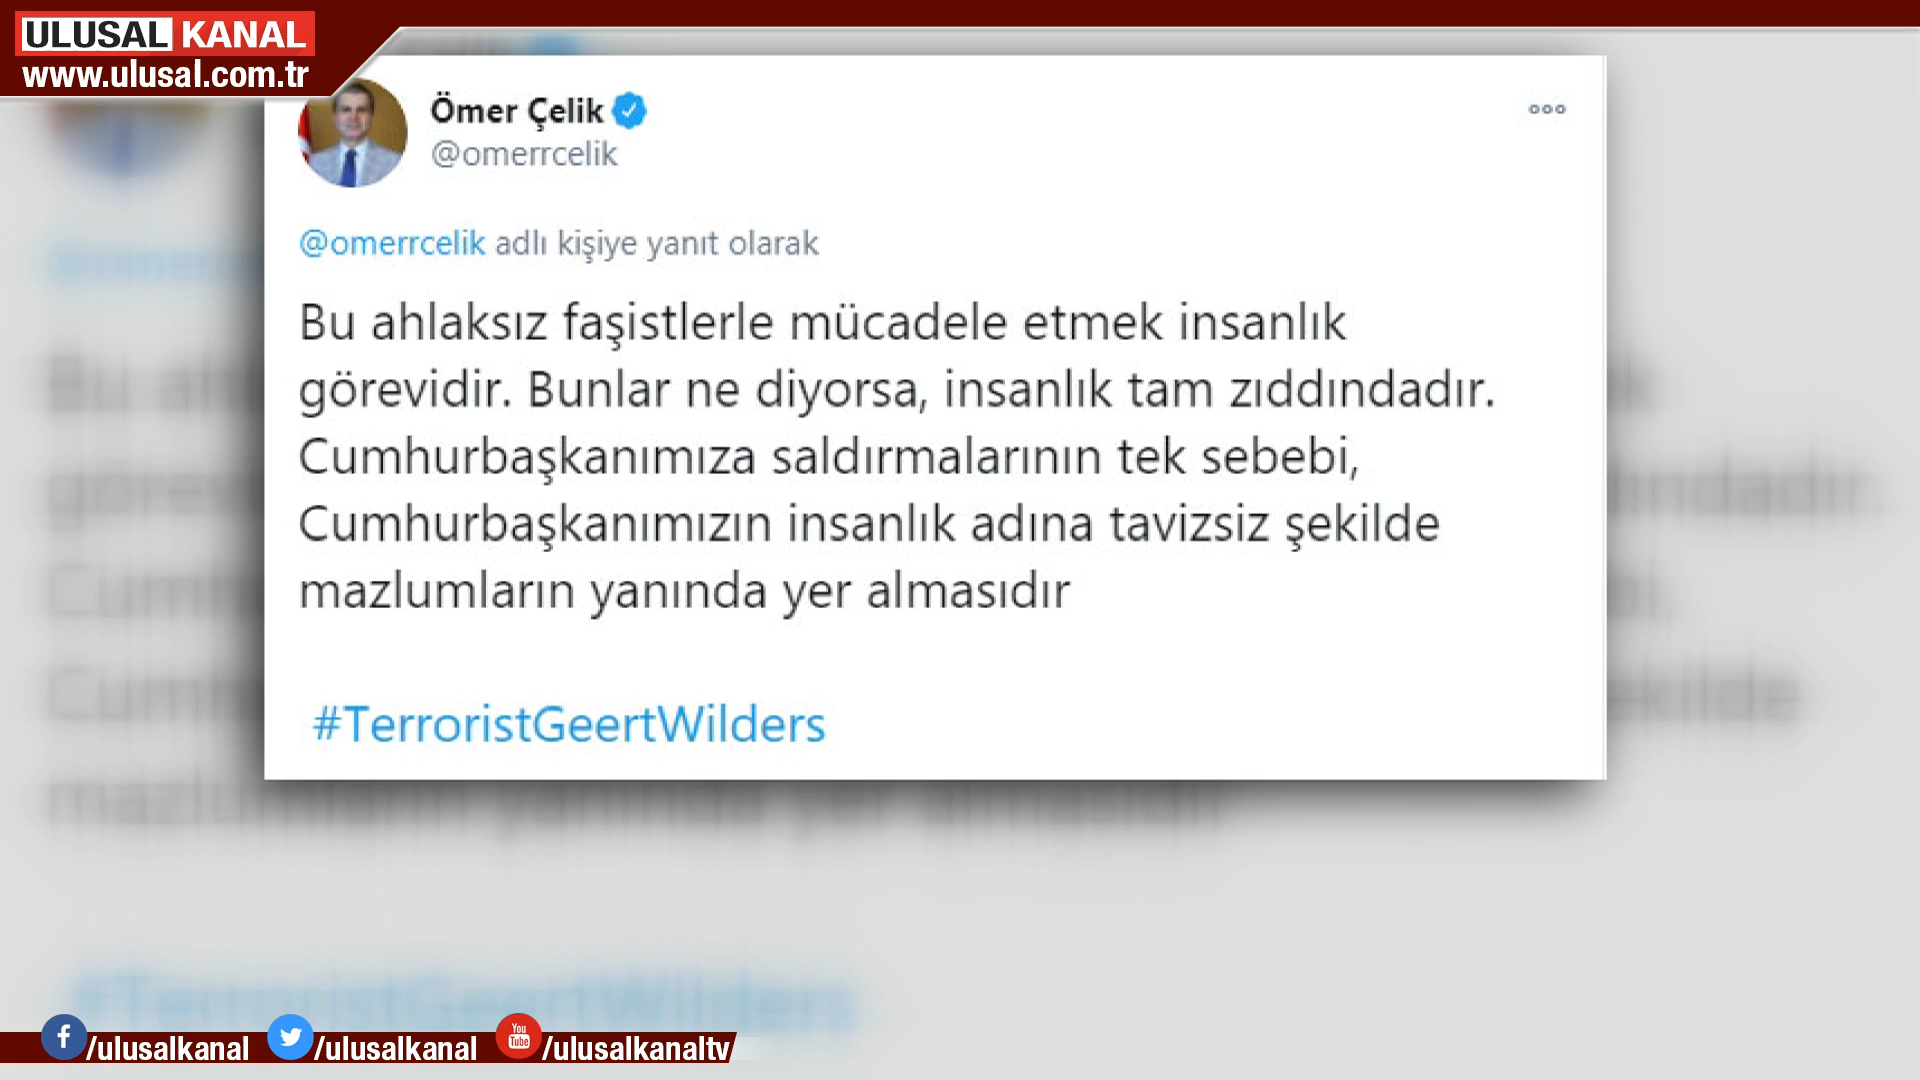 ULUSAL KANAL
www.ulusal.com.tr
Ömer Çelik
@omerrcelik
@omerrcelik adlı kişiye yanıt olarak
Bu ahlaksız faşistlerle mücadele etmek insanlık
görevidir. Bunlar ne diyorsa, insanlık tam zıddındadır.
Cumhurbaşkanımıza saldırmalarının tek sebebi,
Cumhurbaşkanımızın insanlık adına tavizsiz şekilde
mazlumların yanında yer almasıdır
#TerroristGeertWilders
/ulusalkanal /ulusalkanal You Tube /ulusalkanaltv